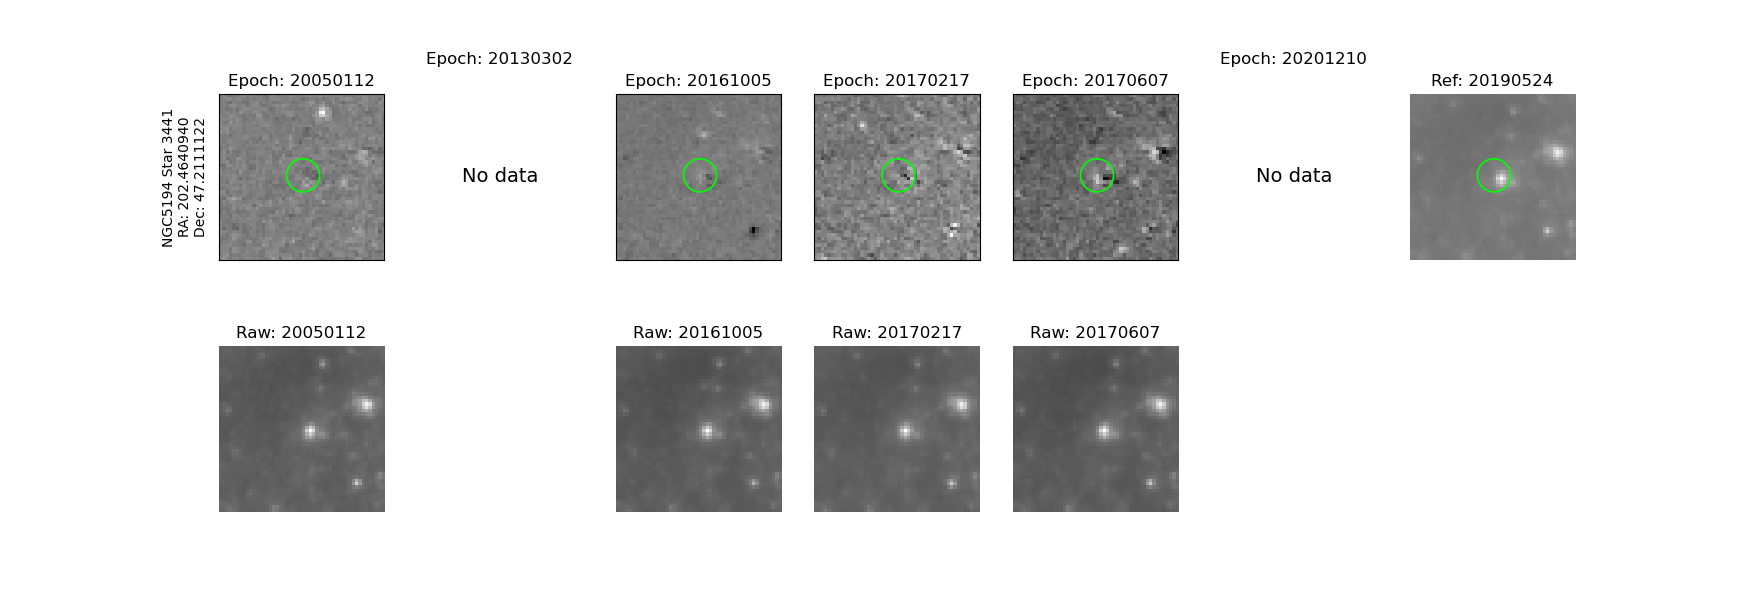 Epoch: 20130302
Epoch: 20201210
Epoch: 20050112
Epoch: 20161005
Epoch: 20170217
Epoch: 20170607
Ref: 20190524
NGC5194 Star 3441
RA: 202.4640940
Dec: 47.2111122
No data
No data
Raw: 20050112
Raw: 20161005
Raw: 20170217
Raw: 20170607